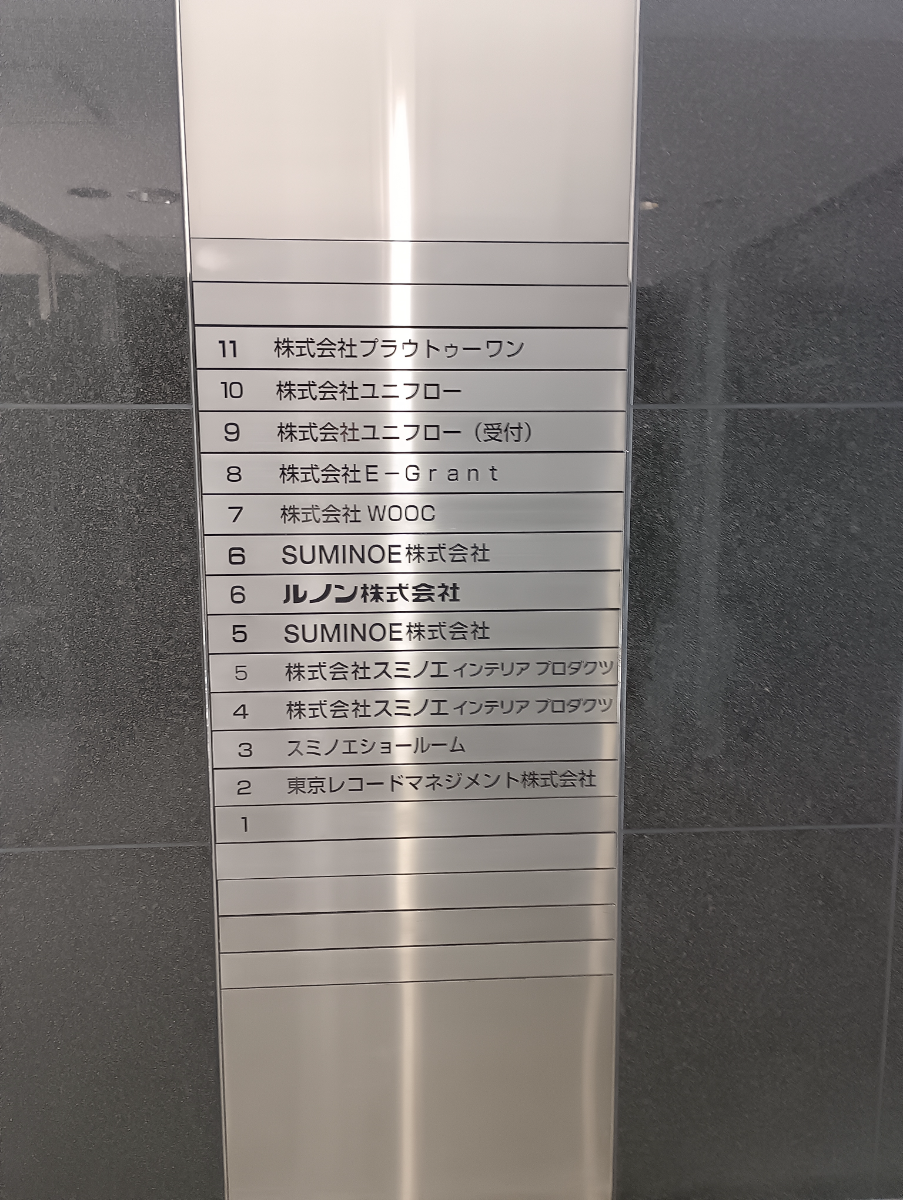 11 株式会社プラウトゥーワン
10 株式会社ユニフロー
9 株式会社ユニフロー（受付）
8 株式会社Ｅ－Ｇｒａｎｔ
7 株式会社 WOOC
6 SUMINOE株式会社
6 ルノン株式会社
5 SUMINOE株式会社
5 株式会社スミノエ インテリア プロダクツ
4 株式会社スミノエ インテリア プロダクツ
3 スミノエショールーム
2 東京レコードマネジメント株式会社
1